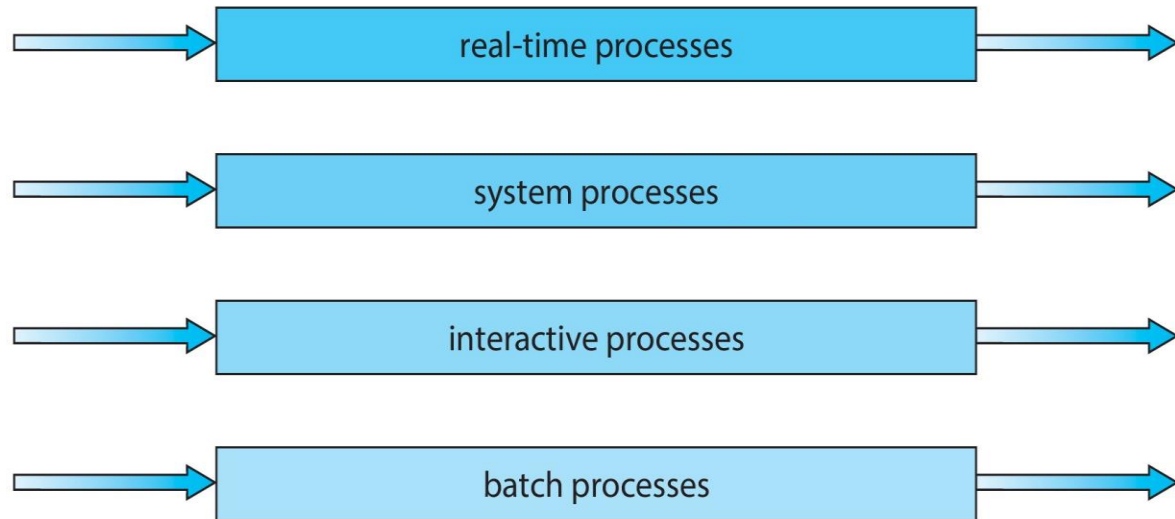 real-time processes
system processes
interactive processes
batch processes